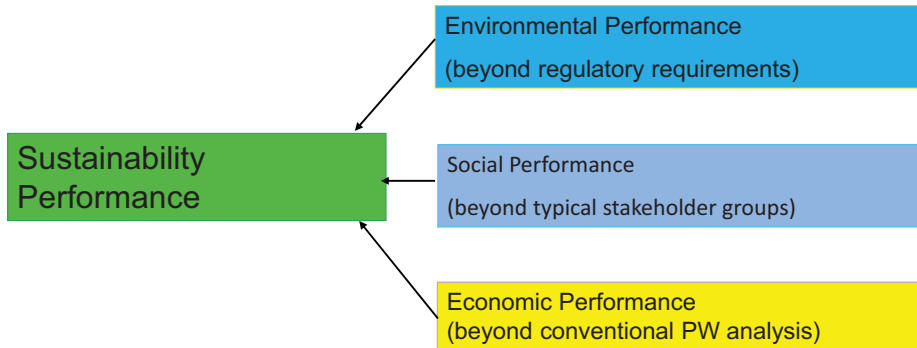 Environmental Performance
(beyond regulatory requirements)
Sustainability
Performance
Social Performance
(beyond typical stakeholder groups)
Economic Performance
(beyond conventional PW analysis)